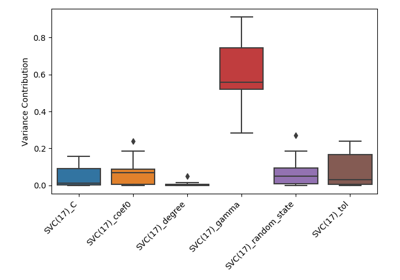 Variance Contribution
0.8
0.6
0.4
0.2
0.0
SVC(17)_C
SVC(17)_coef0
SVC(17)_degree
SVC(17)_gamma
SVC(17)_random_state
SVC(17)_tol